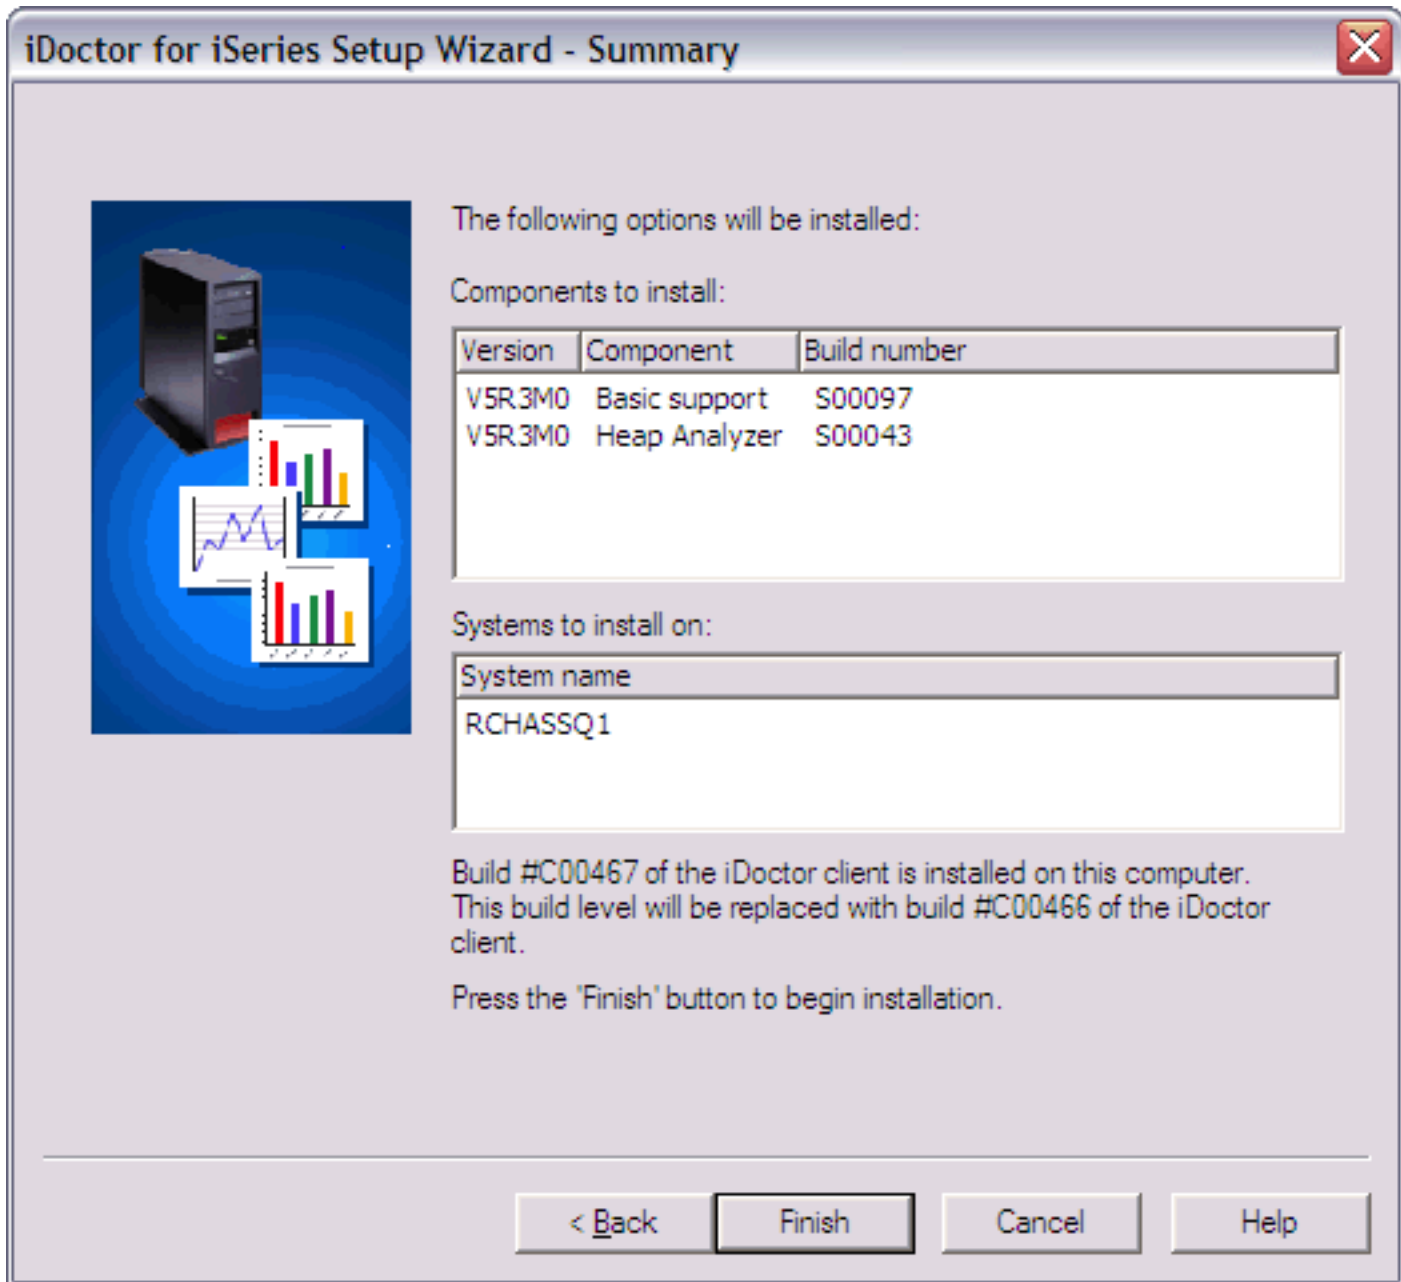 iDoctor for iSeries Setup Wizard - Summary
The following options will be installed:
Components to install:
Version Component Build number
V5R3M0 Basic support S00097
V5R3M0 Heap Analyzer S00043
Systems to install on:
System name
RCHASSQ1
Build #C00467 of the iDoctor client is installed on this computer.
This build level will be replaced with build #C00466 of the iDoctor
client.
Press the 'Finish' button to begin installation.
< Back Finish Cancel Help